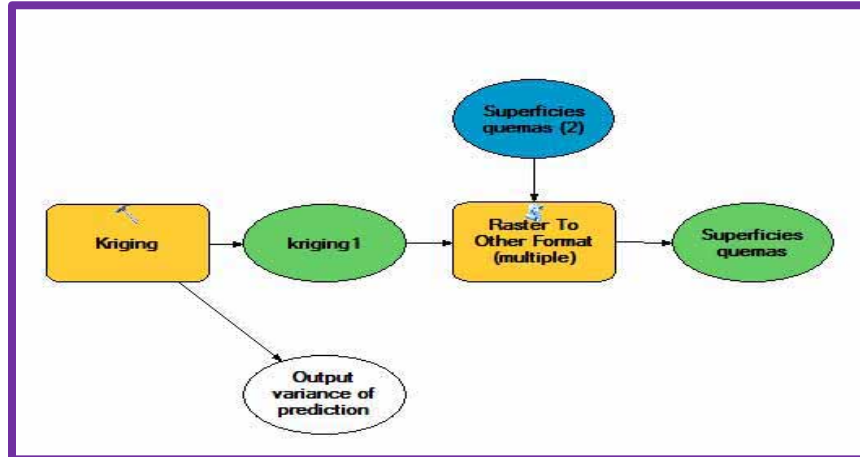 Superficies
quemas (2)
Kriging
kriging1
Raster To
Other Format
(multiple)
Superficies
quemas
Output
variance of
prediction